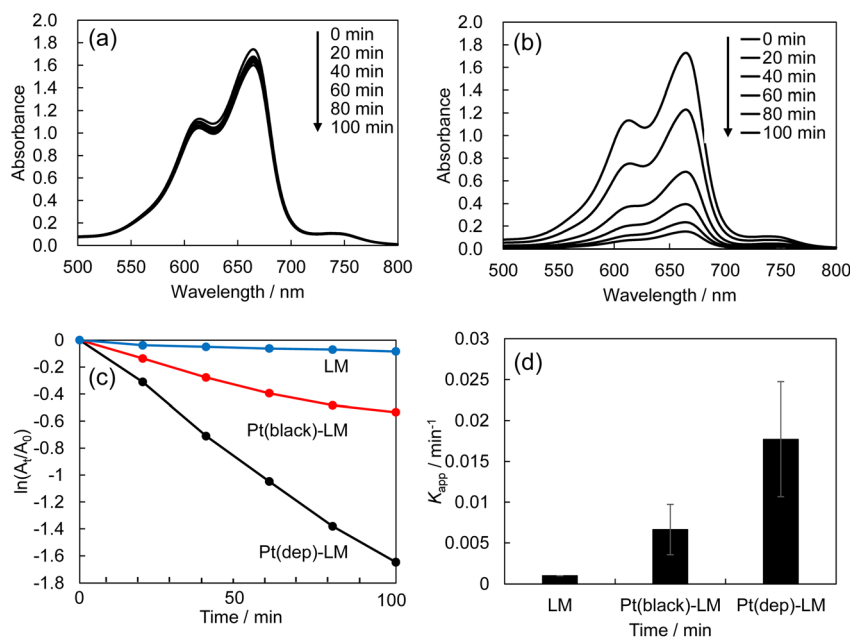 (a)
0 min
20 min
40 min
60 min
80 min
100 min
2.0
1.8
1.6
1.4
1.2
1.0
0.8
0.6
0.4
0.2
0.0
500 550 600 650 700 750 800
Absorbance
Wavelength / nm
(b)
0 min
20 min
40 min
60 min
80 min
100 min
2.0
1.8
1.6
1.4
1.2
1.0
0.8
0.6
0.4
0.2
0.0
500 550 600 650 700 750 800
Absorbance
Wavelength / nm
(c)
0
-0.2
-0.4
-0.6
-0.8
-1
-1.2
-1.4
-1.6
-1.8
ln(At/A0)
LM
Pt(black)-LM
Pt(dep)-LM
0 50 100
Time / min
(d)
0.03
0.025
0.02
0.015
0.01
0.005
0
Kapp / min-1
LM Pt(black)-LM Pt(dep)-LM
Time / min